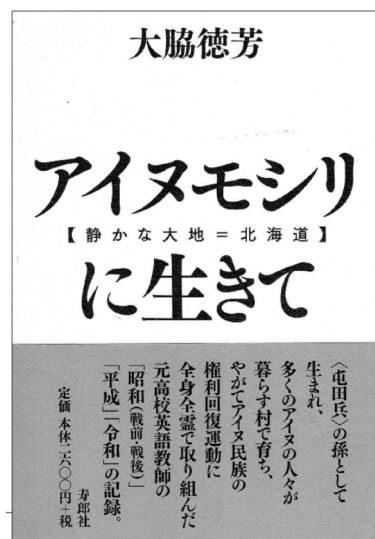 大脇徳芳
アイヌモシリ
【静かな大地＝北海道】
に生きて
〈屯田兵〉の孫として
生まれ、
多くのアイヌの人々が
暮らす村で育ち、
やがてアイヌ民族の
権利回復運動に
全身全霊で取り組んだ
元高校英語教師の
「昭和（戦前・戦後）」
「平成」「令和」の記録。
寿郎社
定価 本体二六〇〇円＋税